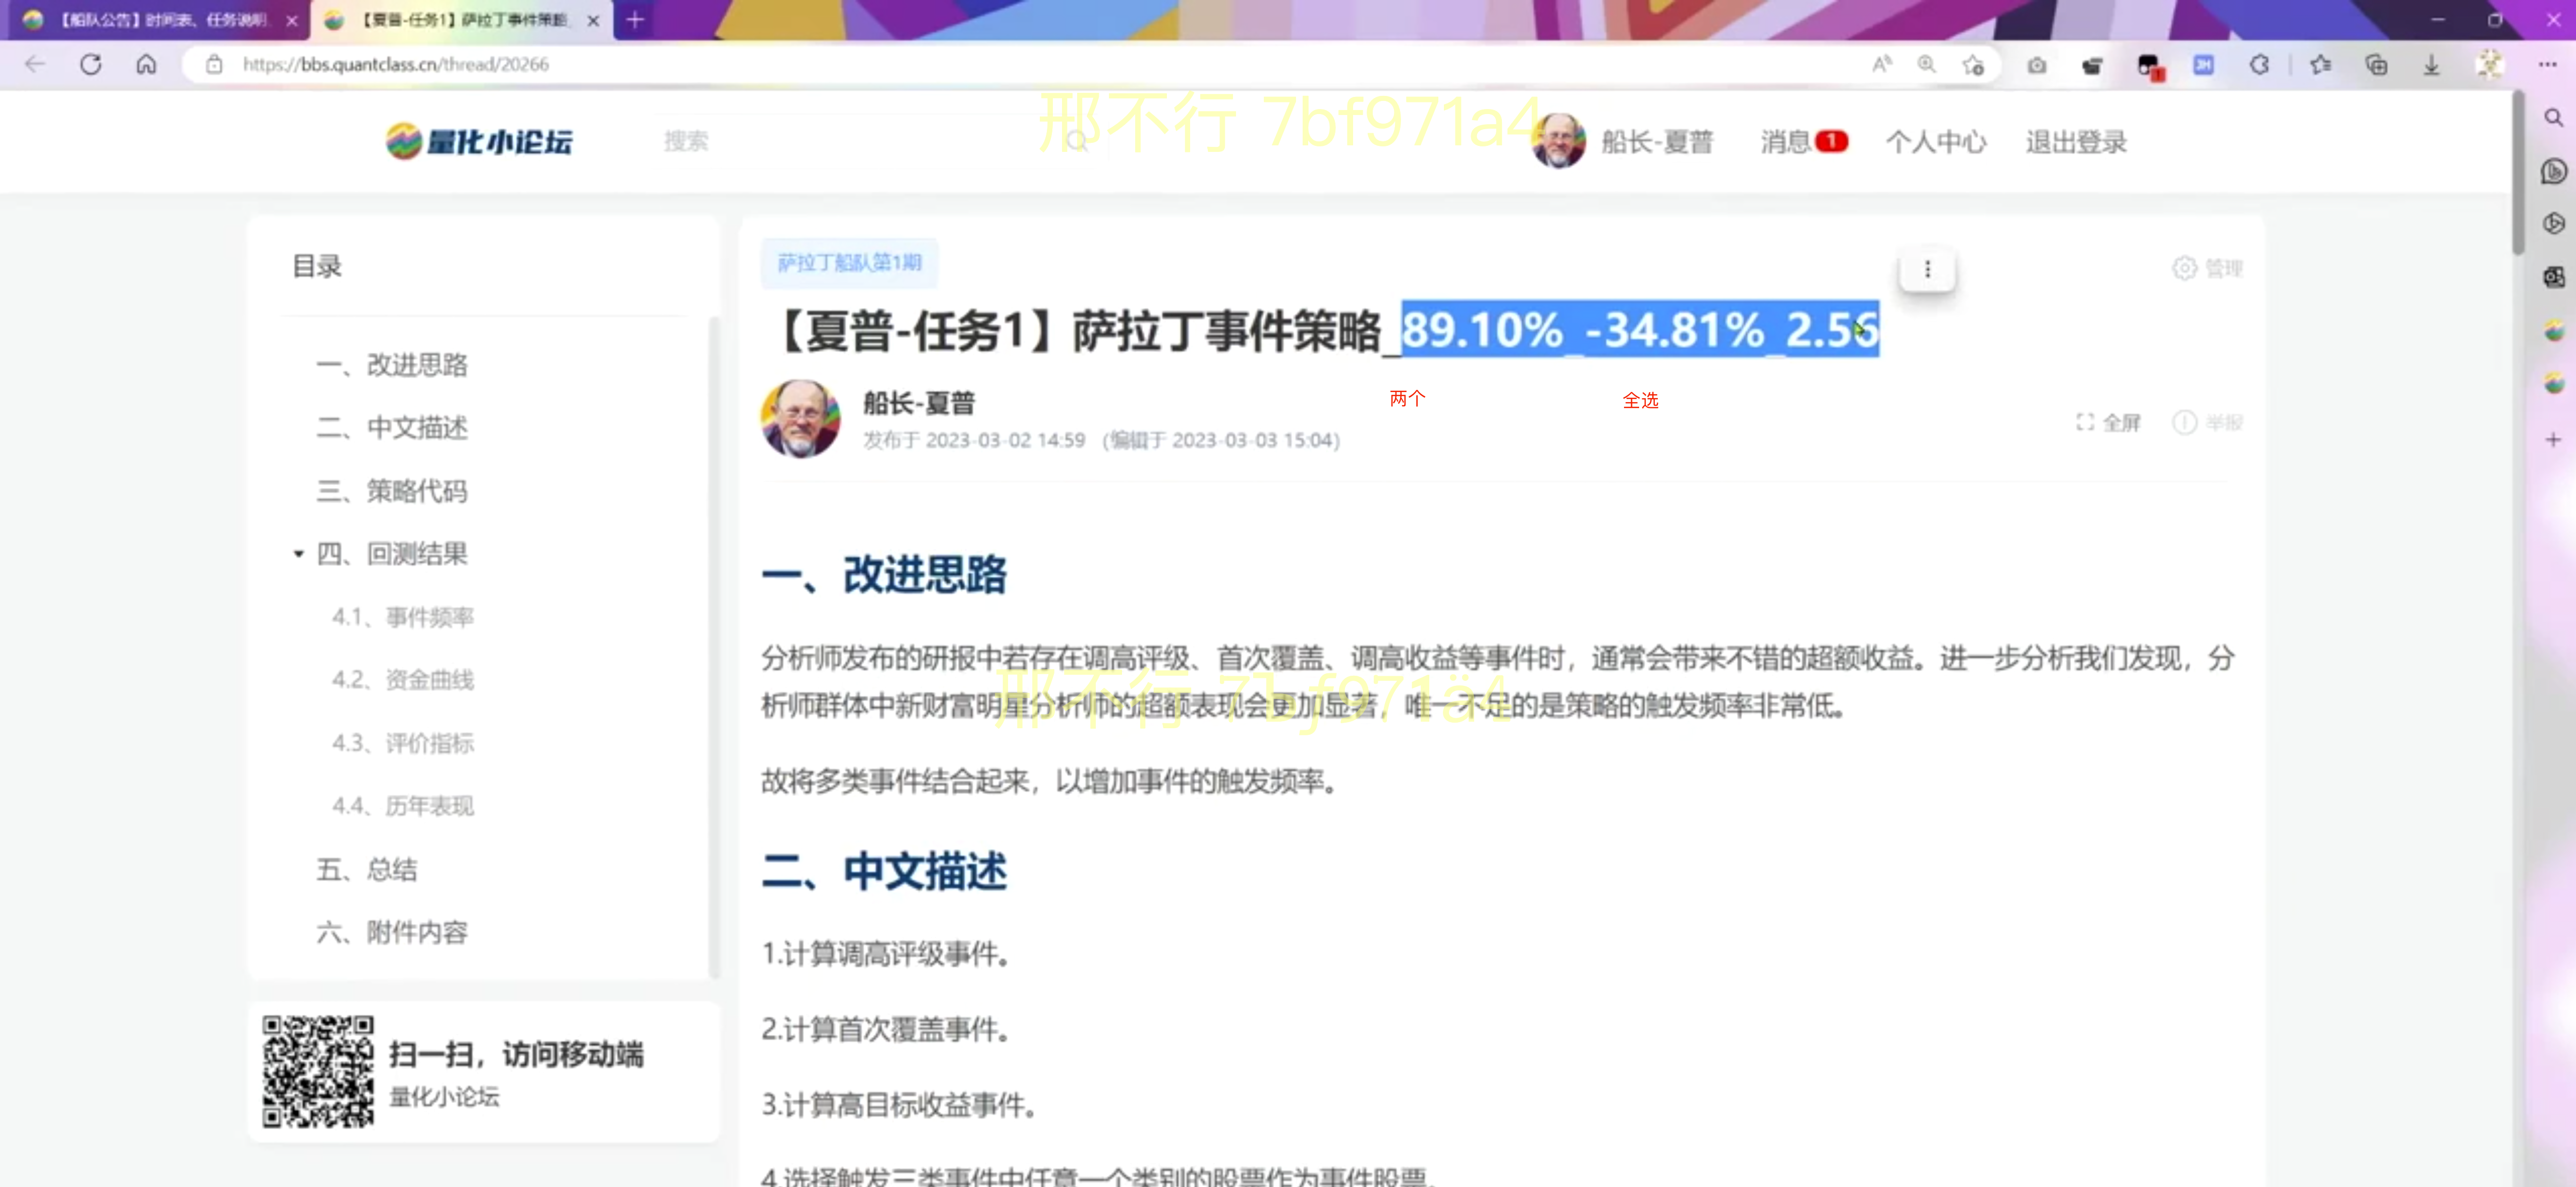 【船队公告】时间表、任务说明
【夏普-任务1】萨拉丁事件策略_
https://bbs.quantclass.cn/thread/20266
量化小论坛
搜索
邢不行 7bf971a4
船长-夏普
消息 1
个人中心
退出登录
目录
一、改进思路
二、中文描述
三、策略代码
四、回测结果
4.1、事件频率
4.2、资金曲线
4.3、评价指标
4.4、历年表现
五、总结
六、附件内容
扫一扫，访问移动端
量化小论坛
萨拉丁船队第1期
管理
【夏普-任务1】萨拉丁事件策略_89.10%_-34.81%_2.56
船长-夏普
两个
全选
发布于 2023-03-02 14:59 （编辑于 2023-03-03 15:04）
全屏
举报
一、改进思路
分析师发布的研报中若存在调高评级、首次覆盖、调高收益等事件时，通常会带来不错的超额收益。进一步分析我们发现，分
析师群体中新财富明星分析师的超额表现会更加显著，唯一不足的是策略的触发频率非常低。
邢不行 7bf971a4
故将多类事件结合起来，以增加事件的触发频率。
二、中文描述
1.计算调高评级事件。
2.计算首次覆盖事件。
3.计算高目标收益事件。
4.选择触发三类事件中任意一个类别的股票作为事件股票。